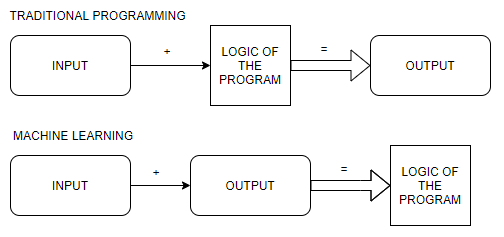 TRADITIONAL PROGRAMMING
INPUT
+
LOGIC OF
THE
PROGRAM
=
OUTPUT
MACHINE LEARNING
INPUT
+
OUTPUT
=
LOGIC OF
THE
PROGRAM